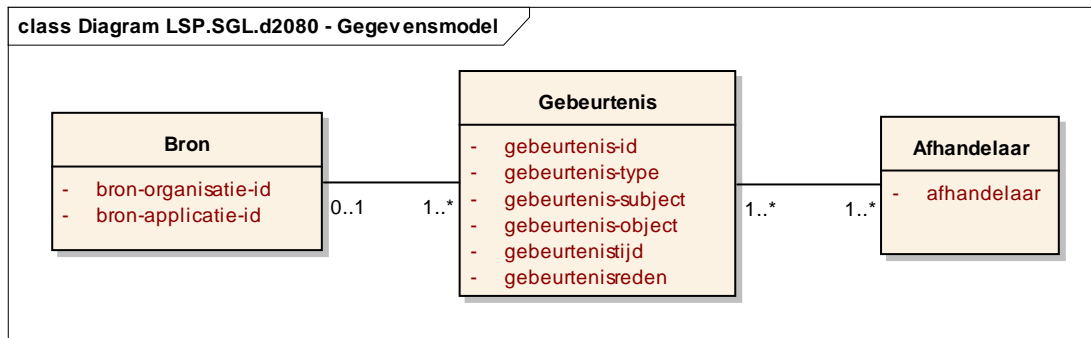 class Diagram LSP.SGL.d2080 - Gegevensmodel
Bron
- bron-organisatie-id
- bron-applicatie-id
0..1
1..*
Gebeurtenis
- gebeurtenis-id
- gebeurtenis-type
- gebeurtenis-subject
- gebeurtenis-object
- gebeurtenistijd
- gebeurtenisreden
1..*
1..*
Afhandelaar
- afhandelaar